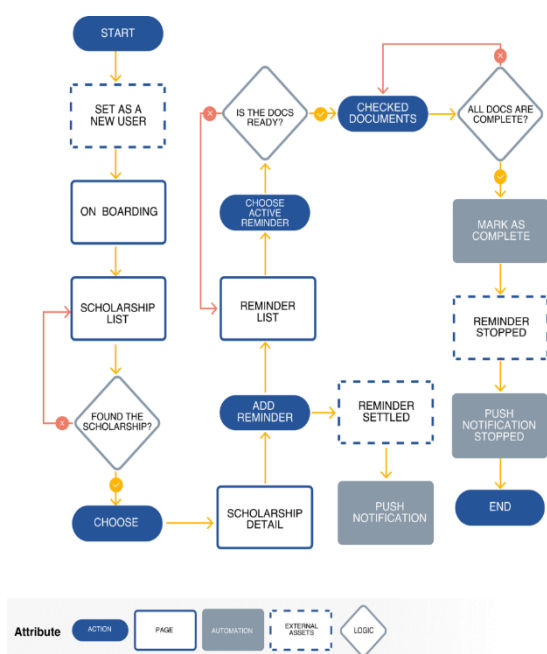 START
SET AS A
NEW USER
ON BOARDING
SCHOLARSHIP
LIST
FOUND THE
SCHOLARSHIP?
CHOOSE
SCHOLARSHIP
DETAIL
ADD
REMINDER
REMINDER
SETTLED
PUSH
NOTIFICATION
REMINDER
LIST
CHOOSE
ACTIVE
REMINDER
IS THE DOCS
READY?
CHECKED
DOCUMENTS
ALL DOCS ARE
COMPLETE?
MARK AS
COMPLETE
REMINDER
STOPPED
PUSH
NOTIFICATION
STOPPED
END
Attribute
ACTION
PAGE
AUTOMATION
EXTERNAL
ASSETS
LOGIC